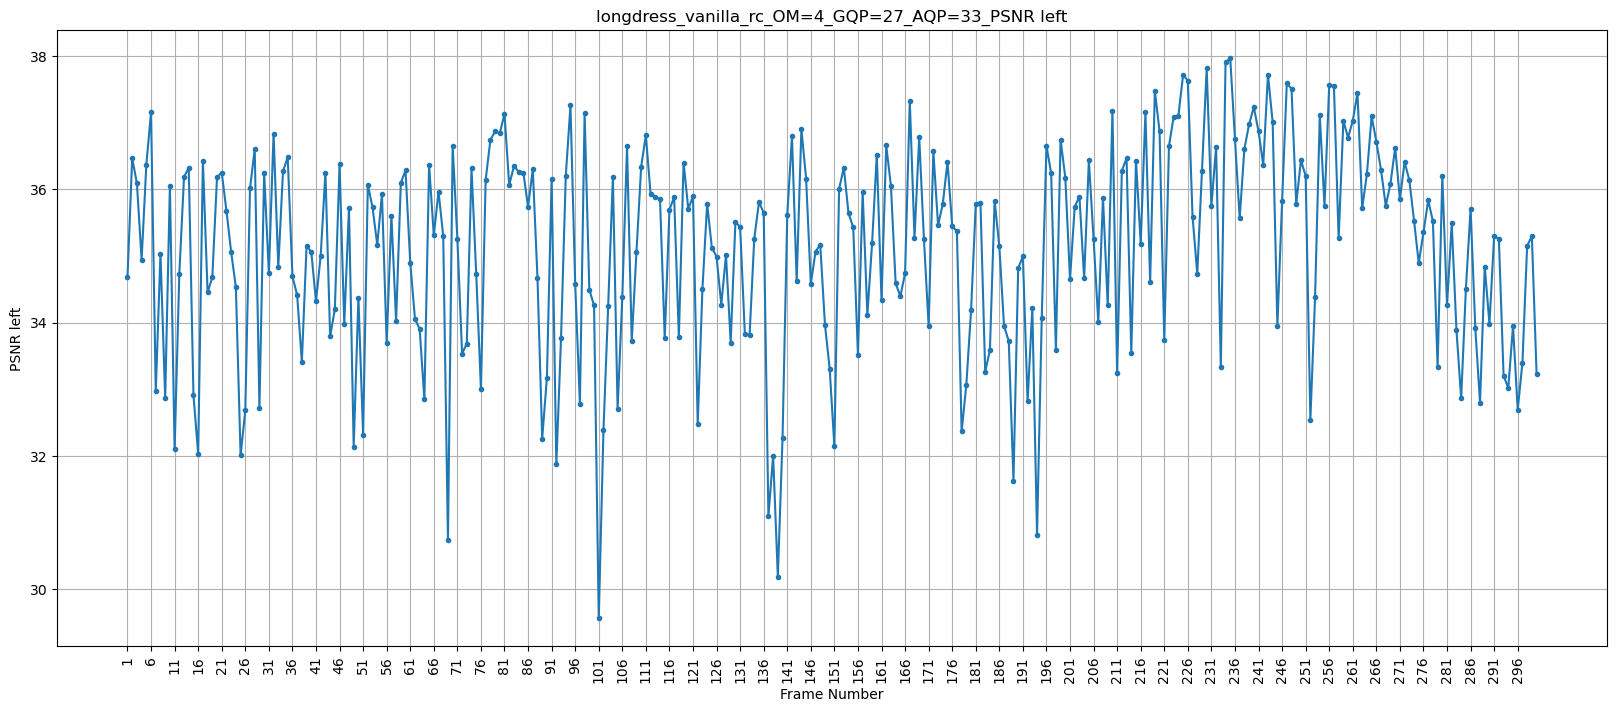 longdress_vanilla_rc_OM=4_GQP=27_AQP=33_PSNR left
PSNR left
38
36
34
32
30
1 6 11 16 21 26 31 36 41 46 51 56 61 66 71 76 81 86 91 96 101 106 111 116 121 126 131 136 141 146 151 156 161 166 171 176 181 186 191 196 201 206 211 216 221 226 231 236 241 246 251 256 261 266 271 276 281 286 291 296
Frame Number